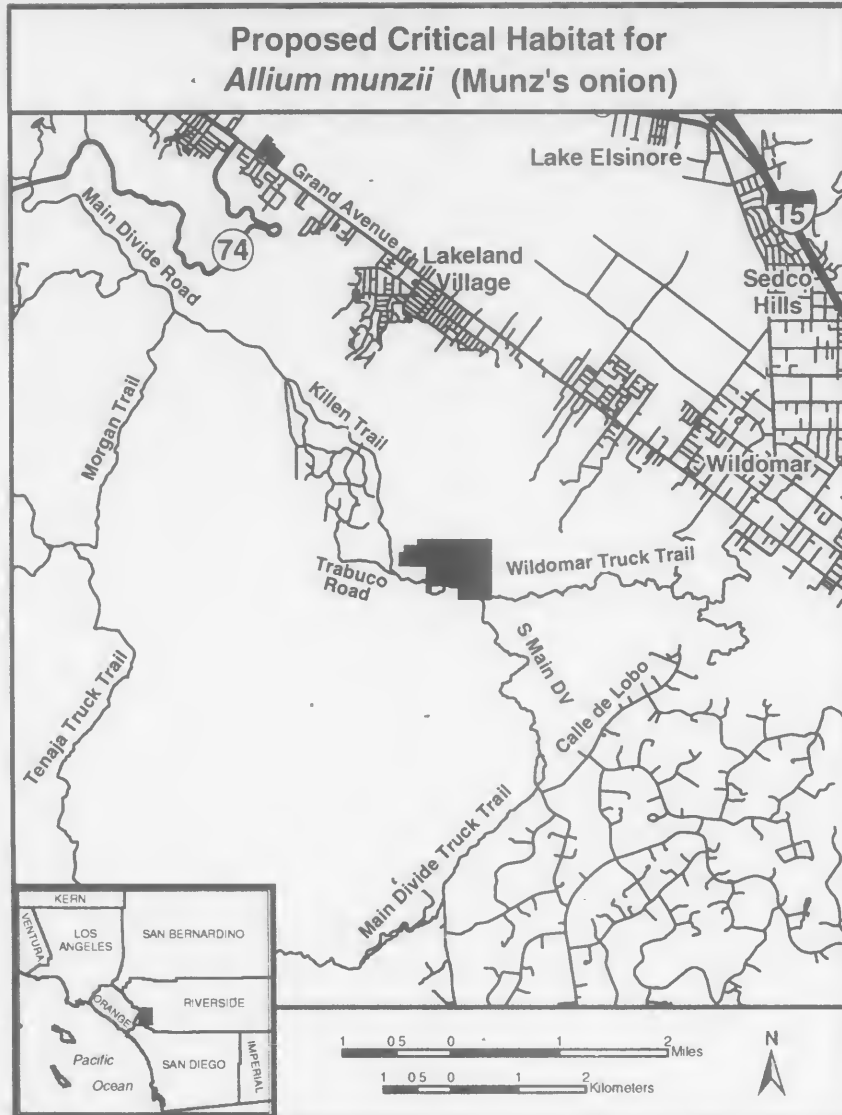 Proposed Critical Habitat for
Allium munzii (Munz's onion)
Lake Elsinore
Grand Avenue
Main Divide Road
15
74
Lakeland
Village
Sedco
Hills
Morgan Trail
Killen Trail
Wildomar
Trabuco
Road
Wildomar Truck Trail
S Main DV
Calle de Lobo
Tenaja Truck Trail
Main Divide Truck Trail
KERN
VENTURA
LOS
ANGELES
SAN BERNARDINO
ORANGE
RIVERSIDE
Pacific
Ocean
SAN DIEGO
IMPERIAL
1 0 5 0 1 2
Miles
1 0 5 0 1 2
Kilometers
N